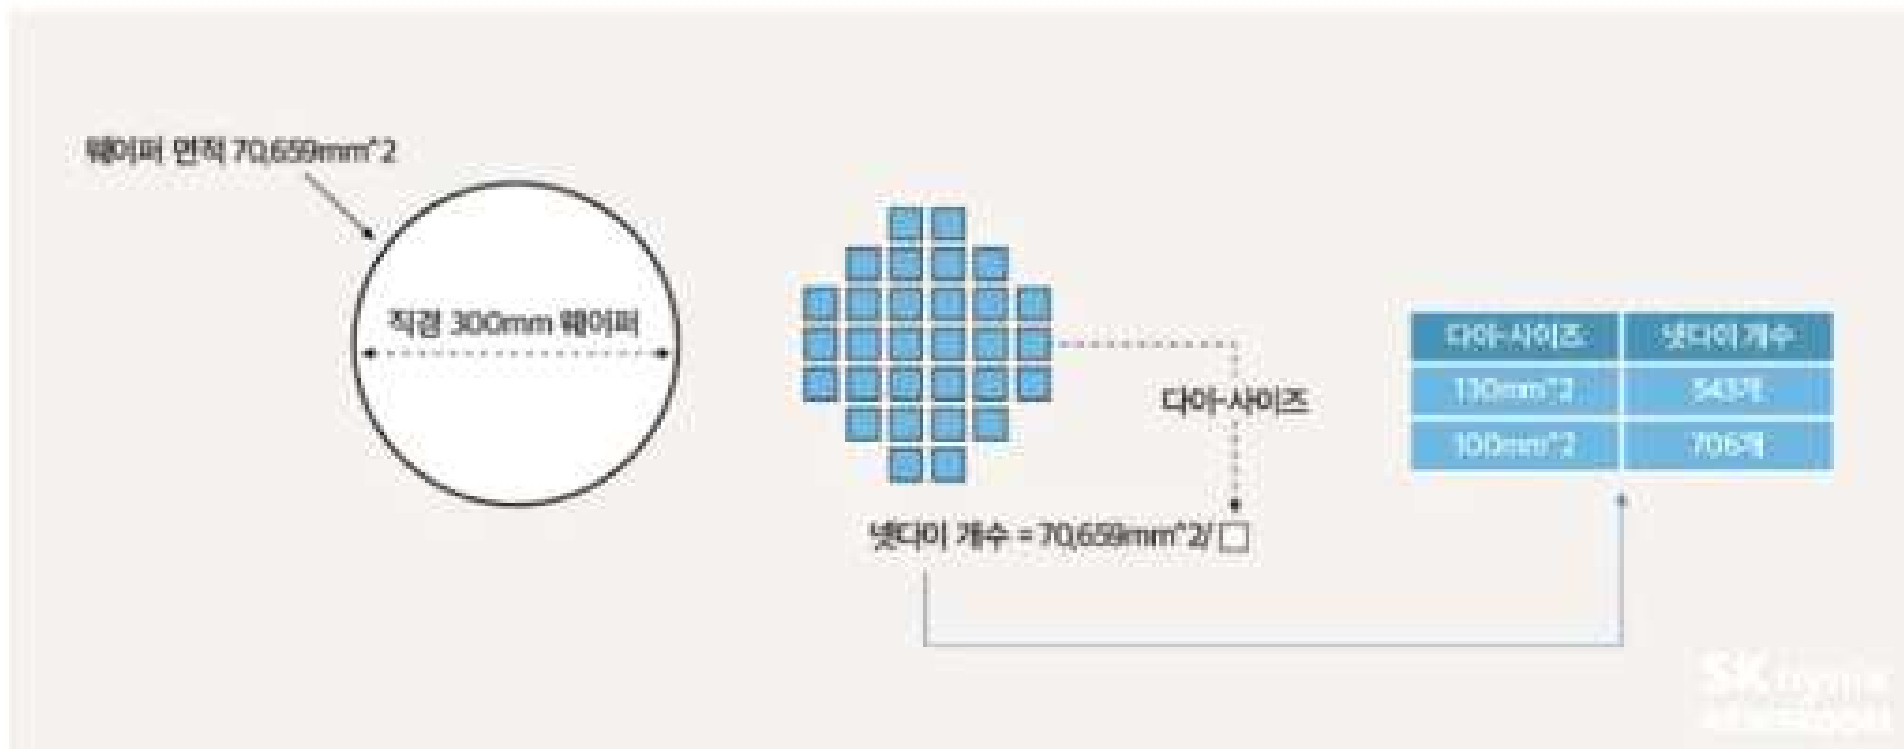 웨이퍼 면적 70,659mm^2
직경 300mm 웨이퍼
다이-사이즈
넷다이 개수 = 70,659mm^2/
다이-사이즈 넷다이 개수
130mm^2 543개
100mm^2 706개
SK hynix